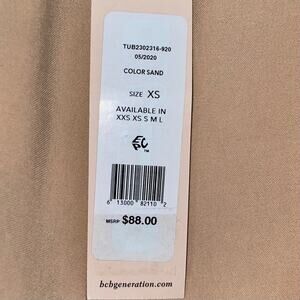 TUB2302316-920
05/2020
COLOR SAND
SIZE XS
AVAILABLE IN
XXS XS S M L
™
6 13000 82110 2
MSRP $88.00
bcbgeneration.com